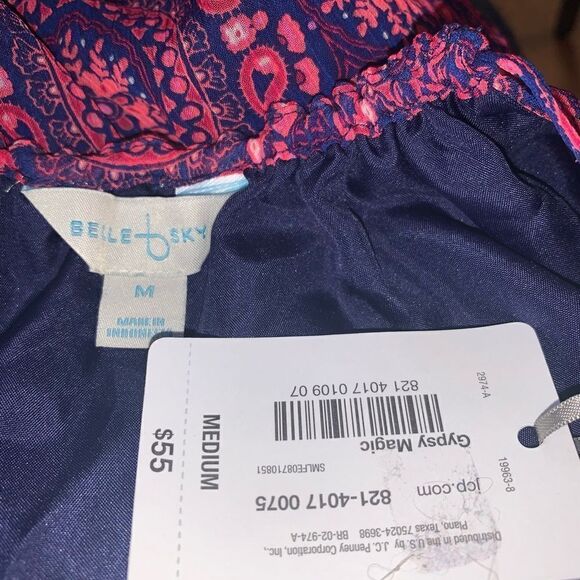 BELLE & SKY
M
MADE IN
INDONESIA
$55
MEDIUM
Distributed in the U.S. by J.C. Penney Corporation, Inc.,
Plano, Texas 75024-3698 BR-02-974-A
821-4017 0075
jcp.com
SMLFE08710851
Gypsy Magic
19963-8
821 4017 0109 07
2974-A